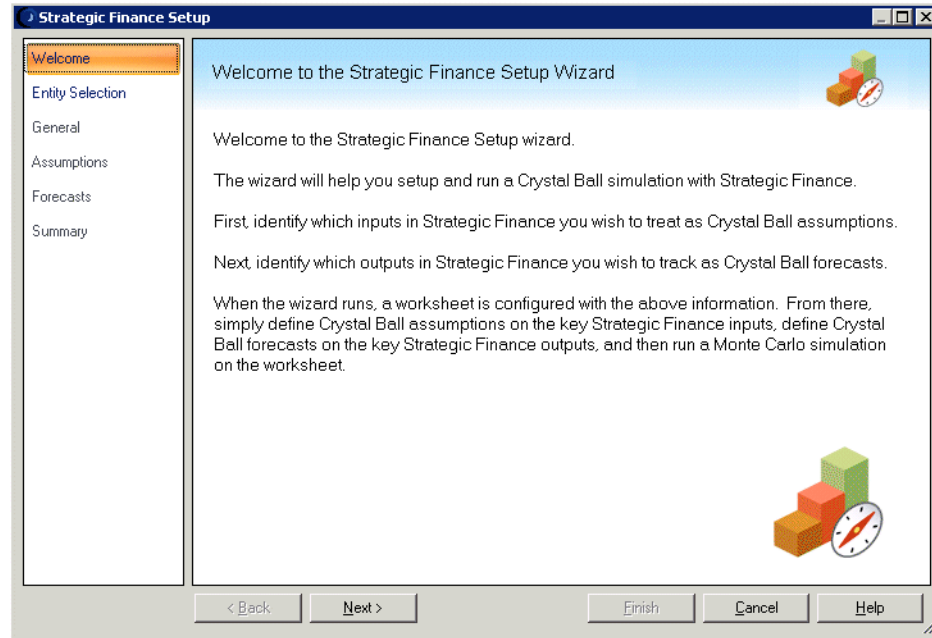 Strategic Finance Setup
Welcome
Entity Selection
General
Assumptions
Forecasts
Summary
Welcome to the Strategic Finance Setup Wizard
Welcome to the Strategic Finance Setup wizard.
The wizard will help you setup and run a Crystal Ball simulation with Strategic Finance.
First, identify which inputs in Strategic Finance you wish to treat as Crystal Ball assumptions.
Next, identify which outputs in Strategic Finance you wish to track as Crystal Ball forecasts.
When the wizard runs, a worksheet is configured with the above information. From there,
simply define Crystal Ball assumptions on the key Strategic Finance inputs, define Crystal
Ball forecasts on the key Strategic Finance outputs, and then run a Monte Carlo simulation
on the worksheet.
< Back
Next >
Finish
Cancel
Help